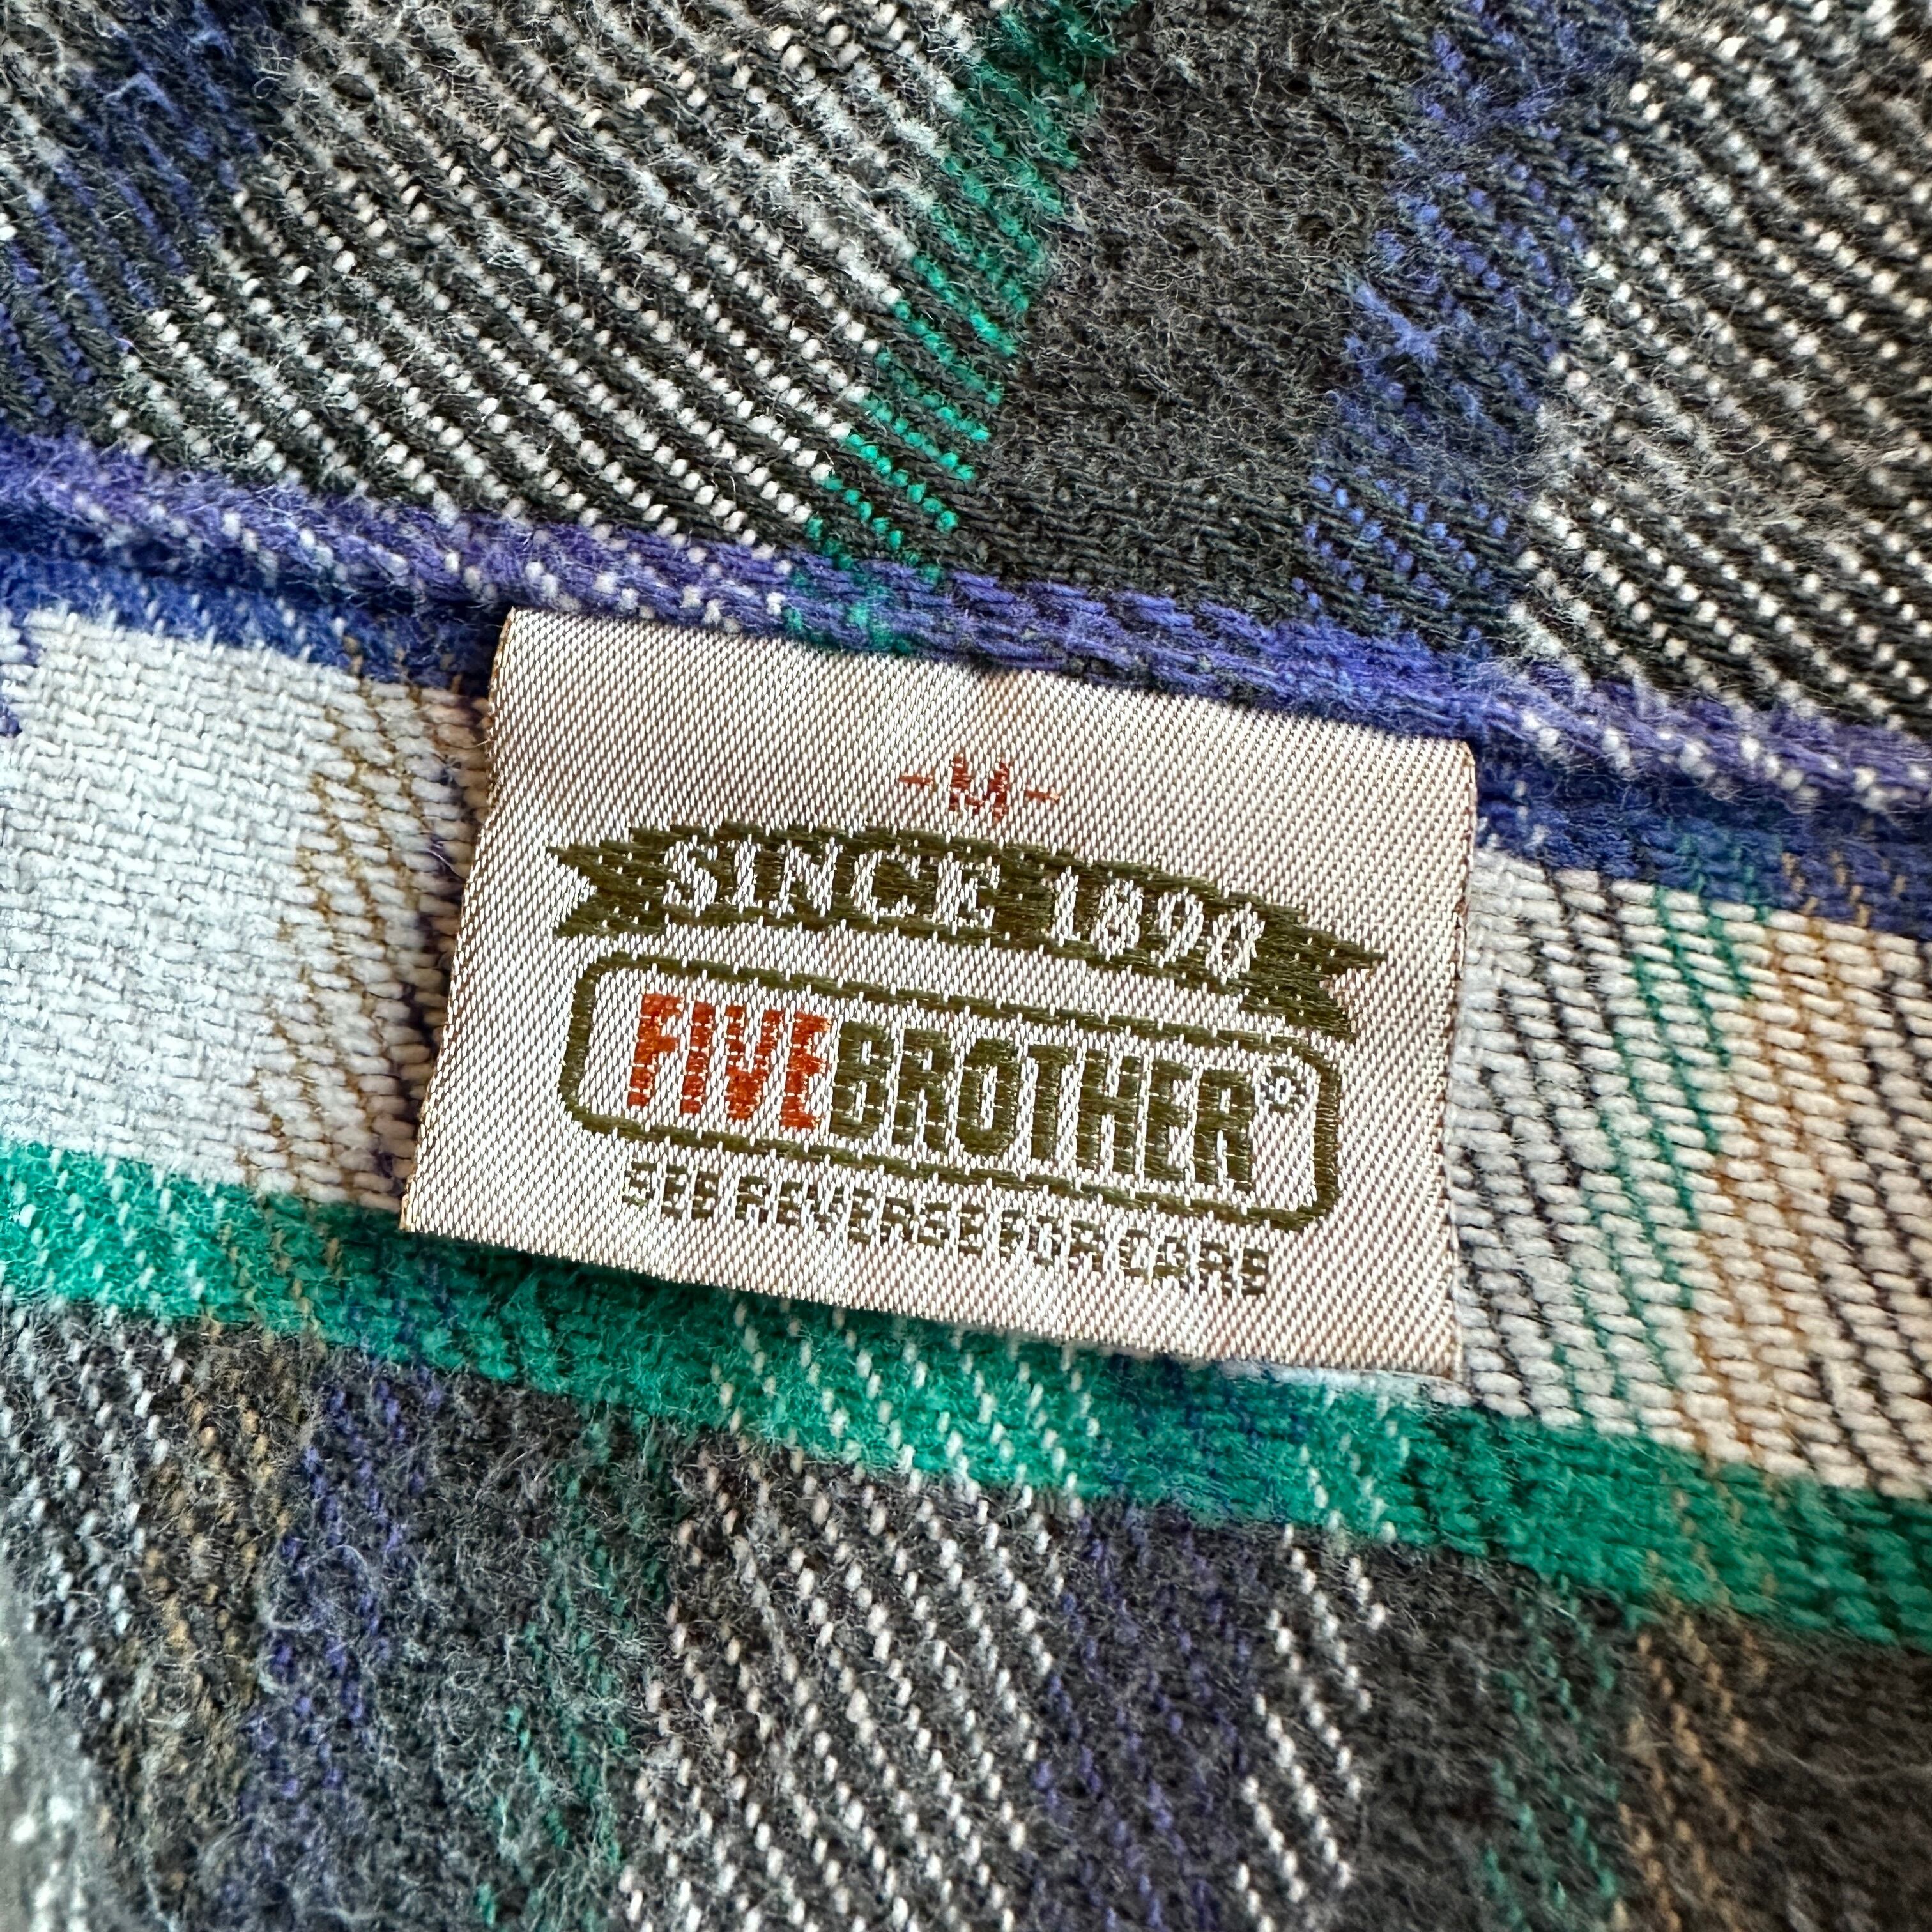 -M-
SINCE 1890
FIVEBROTHER®
SEE REVERSE FOR CARE